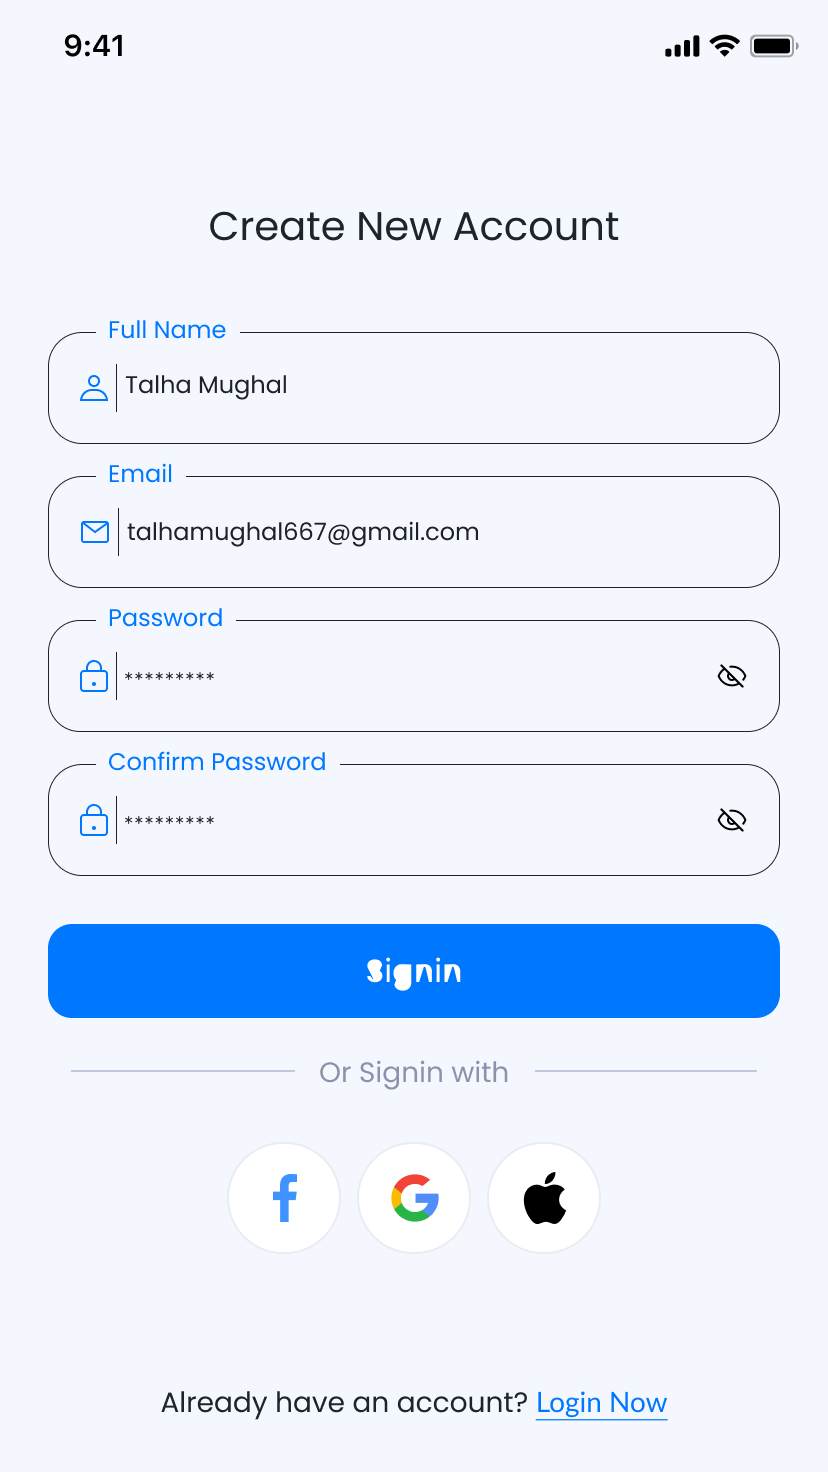 9:41
Create New Account
Full Name
Talha Mughal
Email
talhamughal667@gmail.com
Password
*********
Confirm Password
*********
Signin
Or Signin with
Already have an account? Login Now